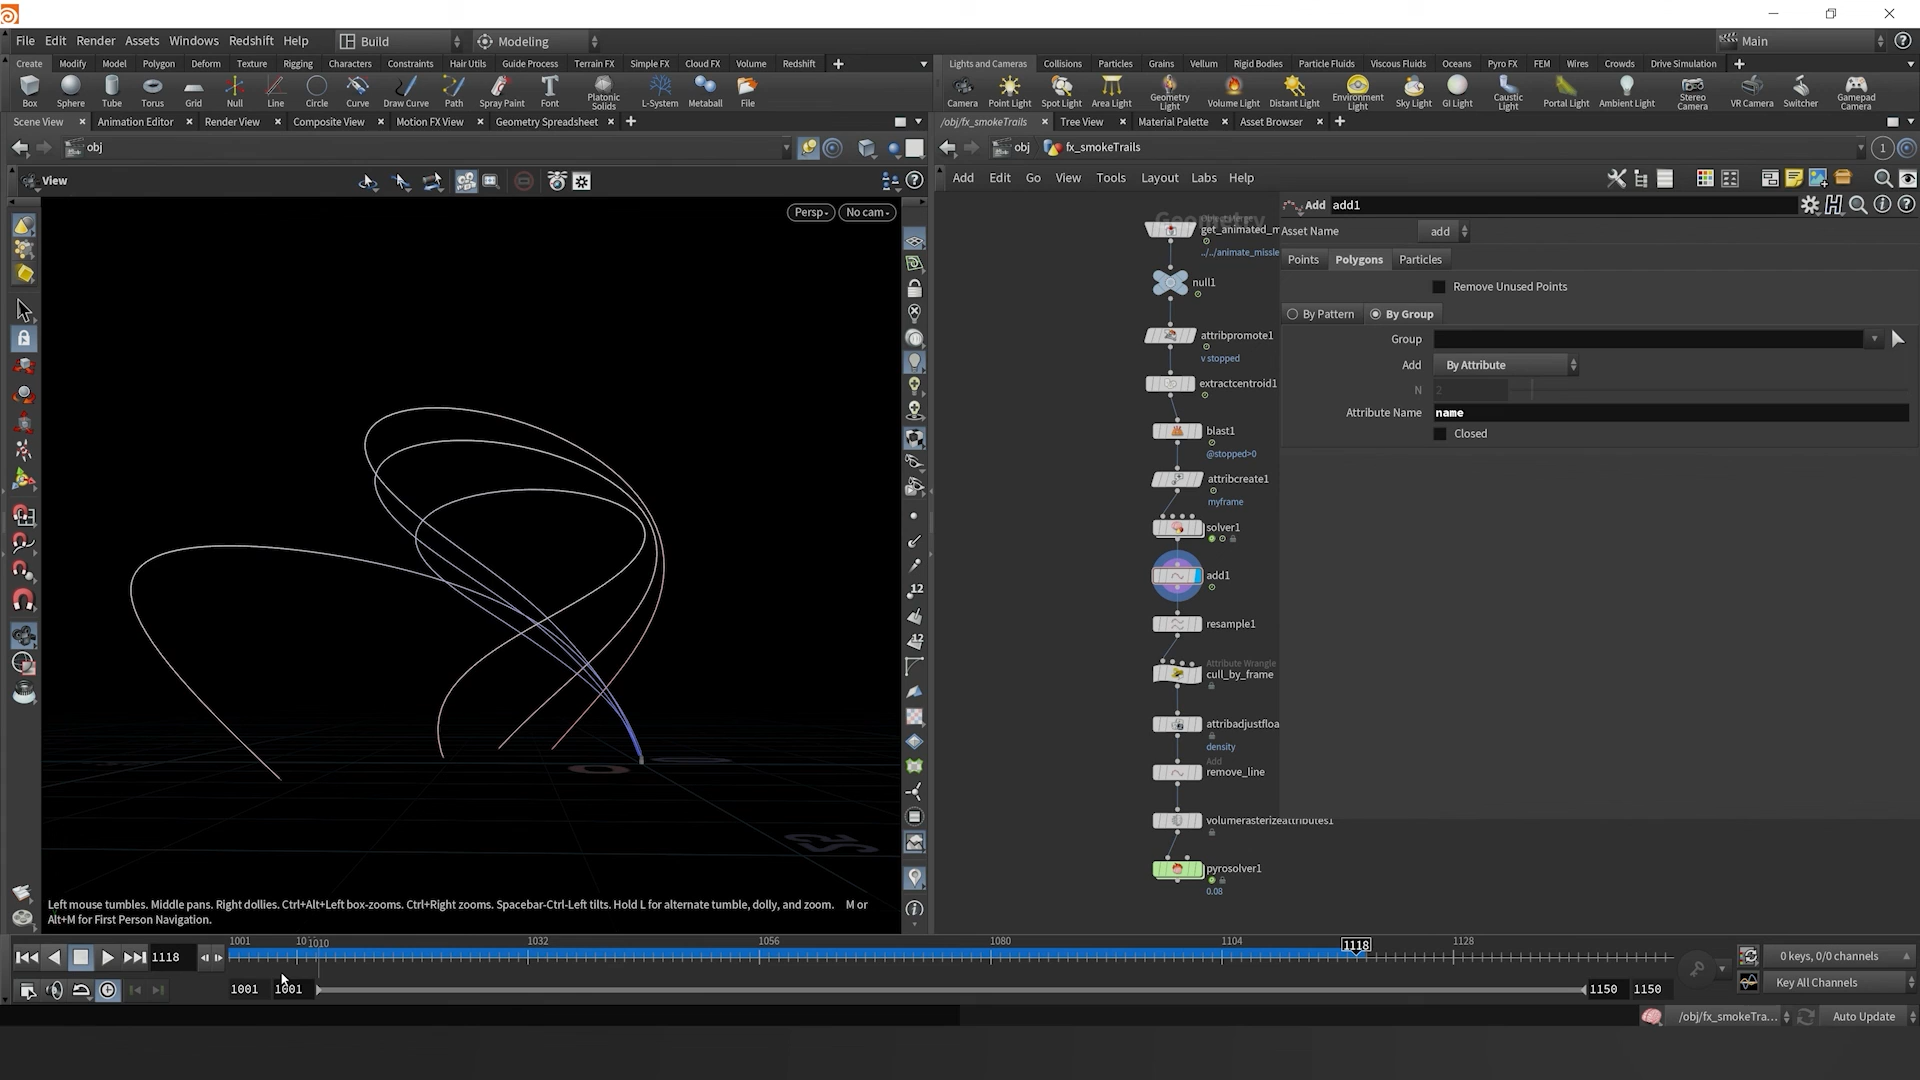 File Edit Render Assets Windows Redshift Help Build Modeling Main
Create Modify Model Polygon Deform Texture Rigging Characters Constraints Hair Utils Guide Process Terrain FX Simple FX Cloud FX Volume Redshift
Lights and Cameras Collisions Particles Grains Vellum Rigid Bodies Particle Fluids Viscous Fluids Oceans Pyro FX FEM Wires Crowds Drive Simulation
Box Sphere Tube Torus Grid Null Line Circle Curve Draw Curve Path Spray Paint Font Platonic Solids L-System Metaball File
Camera Point Light Spot Light Area Light Geometry Light Volume Light Distant Light Environment Light Sky Light GI Light Caustic Light Portal Light Ambient Light Stereo Camera VR Camera Switcher Gamepad Camera
Scene View Animation Editor Render View Composite View Motion FX View Geometry Spreadsheet
/obj/fx_smokeTrails Tree View Material Palette Asset Browser
obj
obj fx_smokeTrails 1
View
Add Edit Go View Tools Layout Labs Help
Persp No cam
Geometry
get_animated_m
../../animate_missle
null1
attribpromote1
v stopped
extractcentroid1
blast1
@stopped>0
attribcreate1
myframe
solver1
add1
resample1
Attribute Wrangle
cull_by_frame
attribadjustfloa
density
Add
remove_line
volumerasterizeattributes1
pyrosolver1
0.08
Add add1
Asset Name add
Points Polygons Particles
Remove Unused Points
By Pattern By Group
Group
Add By Attribute
N 2
Attribute Name name
Closed
12
12
Left mouse tumbles. Middle pans. Right dollies. Ctrl+Alt+Left box-zooms. Ctrl+Right zooms. Spacebar-Ctrl-Left tilts. Hold L for alternate tumble, dolly, and zoom. M or
Alt+M for First Person Navigation.
1001 1010 1032 1056 1080 1104 1118 1128
1118
0 keys, 0/0 channels
1001 1001 1150 1150
Key All Channels
/obj/fx_smokeTra... Auto Update